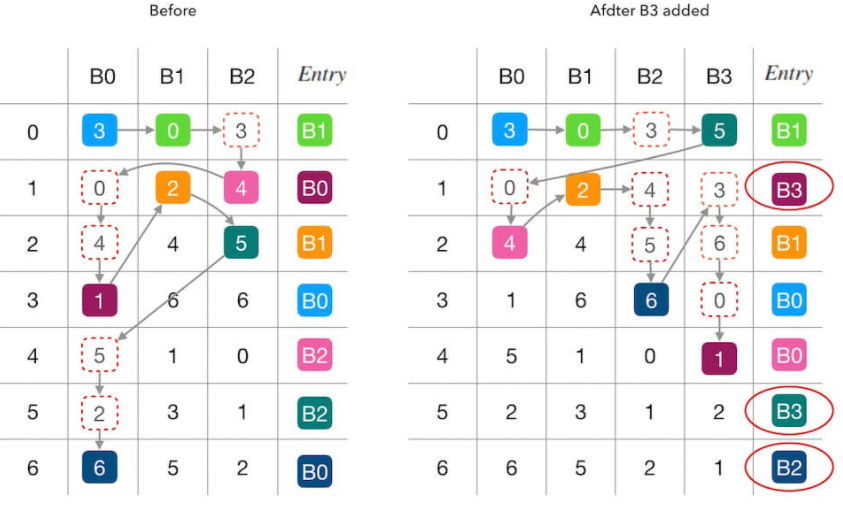 Before
Afdter B3 added
B0 B1 B2 Entry
B0 B1 B2 B3 Entry
0 3 0 3 B1
0 3 0 3 5 B1
1 0 2 4 B0
1 0 2 4 3 B3
2 4 4 5 B1
2 4 4 5 6 B1
3 1 6 6 B0
3 1 6 6 0 B0
4 5 1 0 B2
4 5 1 0 1 B0
5 2 3 1 B2
5 2 3 1 2 B3
6 6 5 2 B0
6 6 5 2 1 B2